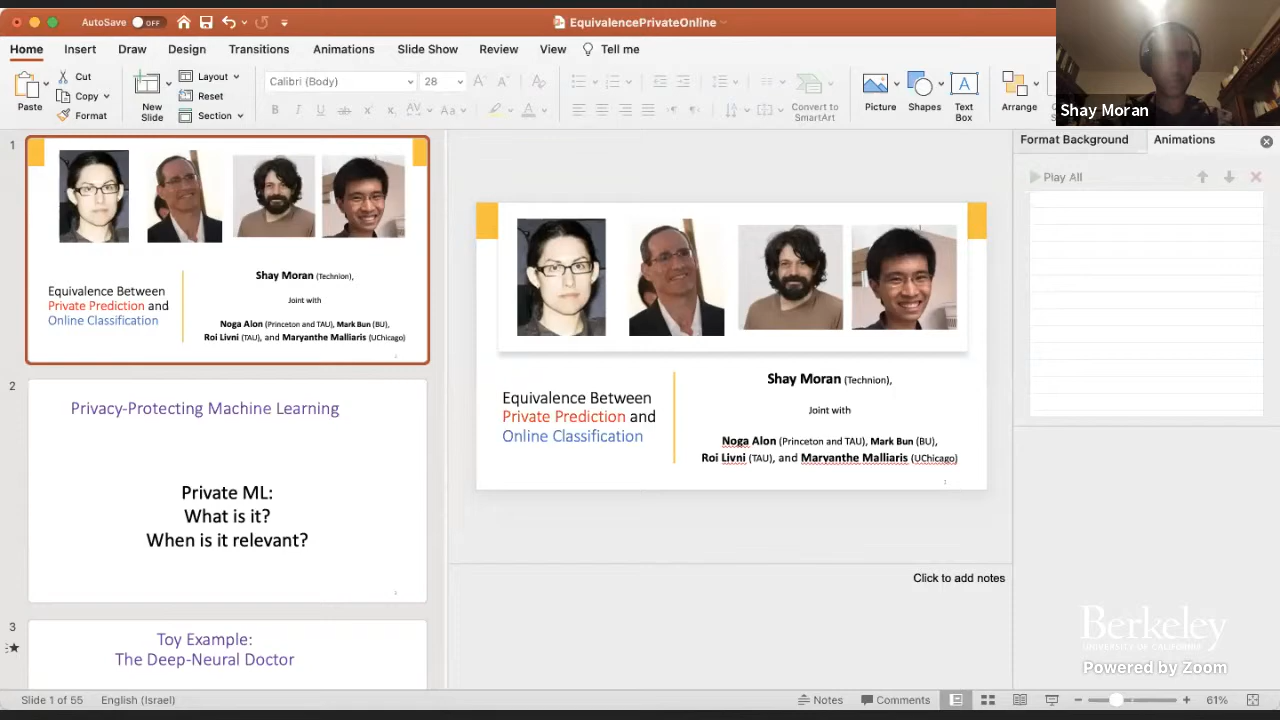 AutoSave OFF
EquivalencePrivateOnline
Home Insert Draw Design Transitions Animations Slide Show Review View Tell me
Paste
Cut
Copy
Format
New Slide
Layout
Reset
Section
Calibri (Body) 28
Convert to SmartArt
Picture
Shapes
Text Box
Arrange
Shay Moran
1
Equivalence Between
Private Prediction and
Online Classification
Shay Moran (Technion),
Joint with
Noga Alon (Princeton and TAU), Mark Bun (BU),
Roi Livni (TAU), and Maryanthe Malliaris (UChicago)
2
Privacy-Protecting Machine Learning
Private ML:
What is it?
When is it relevant?
3
Toy Example:
The Deep-Neural Doctor
Equivalence Between
Private Prediction and
Online Classification
Shay Moran (Technion),
Joint with
Noga Alon (Princeton and TAU), Mark Bun (BU),
Roi Livni (TAU), and Maryanthe Malliaris (UChicago)
Click to add notes
Format Background Animations
Play All
Berkeley
UNIVERSITY OF CALIFORNIA
Powered by Zoom
Slide 1 of 55 English (Israel) Notes Comments 61%